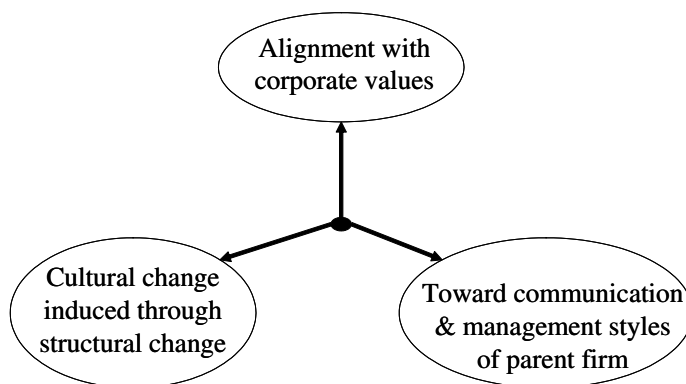 Alignment with
corporate values
Cultural change
induced through
structural change
Toward communication
& management styles
of parent firm